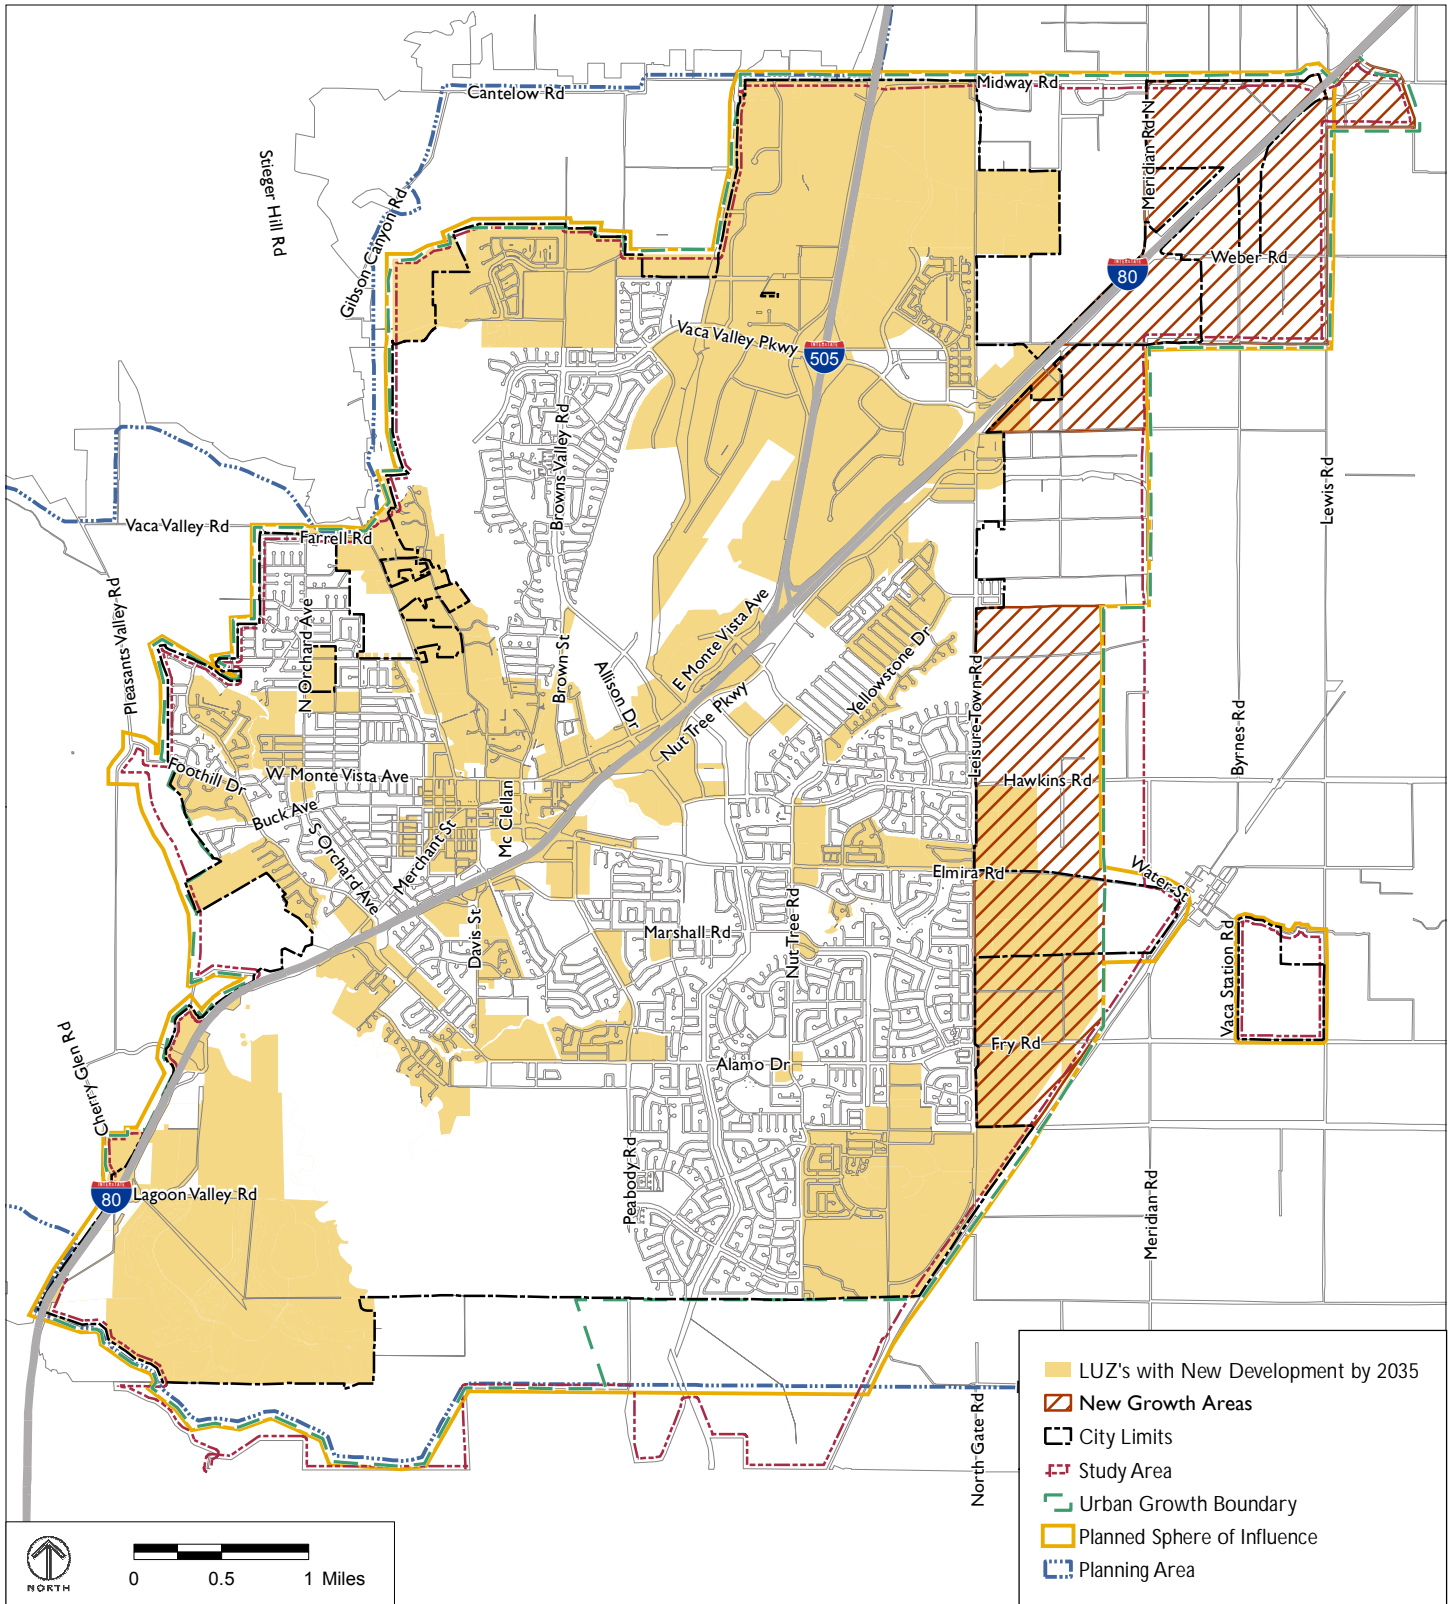 Midway Rd
Cantelow Rd
Stieger Hill Rd
Meridian Rd N
Gibson Canyon Rd
Weber Rd
INTERSTATE
80
Vaca Valley Pkwy
INTERSTATE
505
Browns Valley Rd
Lewis Rd
Vaca Valley Rd
Farrell Rd
Pleasants Valley Rd
N Orchard Ave
E Monte Vista Ave
Brown St
Allison Dr
Yellowstone Dr
Leisure Town Rd
Nut Tree Pkwy
Byrnes Rd
Foothill Dr
W Monte Vista Ave
Hawkins Rd
Buck Ave
Mc Clellan
S Orchard Ave
Merchant St
Elmira Rd
Water St
Davis St
Marshall Rd
Nut Tree Rd
Vaca Station Rd
Cherry Glen Rd
Fry Rd
Alamo Dr
Peabody Rd
INTERSTATE
80
Lagoon Valley Rd
Meridian Rd
North Gate Rd
LUZ's with New Development by 2035
New Growth Areas
City Limits
Study Area
Urban Growth Boundary
Planned Sphere of Influence
Planning Area
NORTH
0 0.5 1 Miles